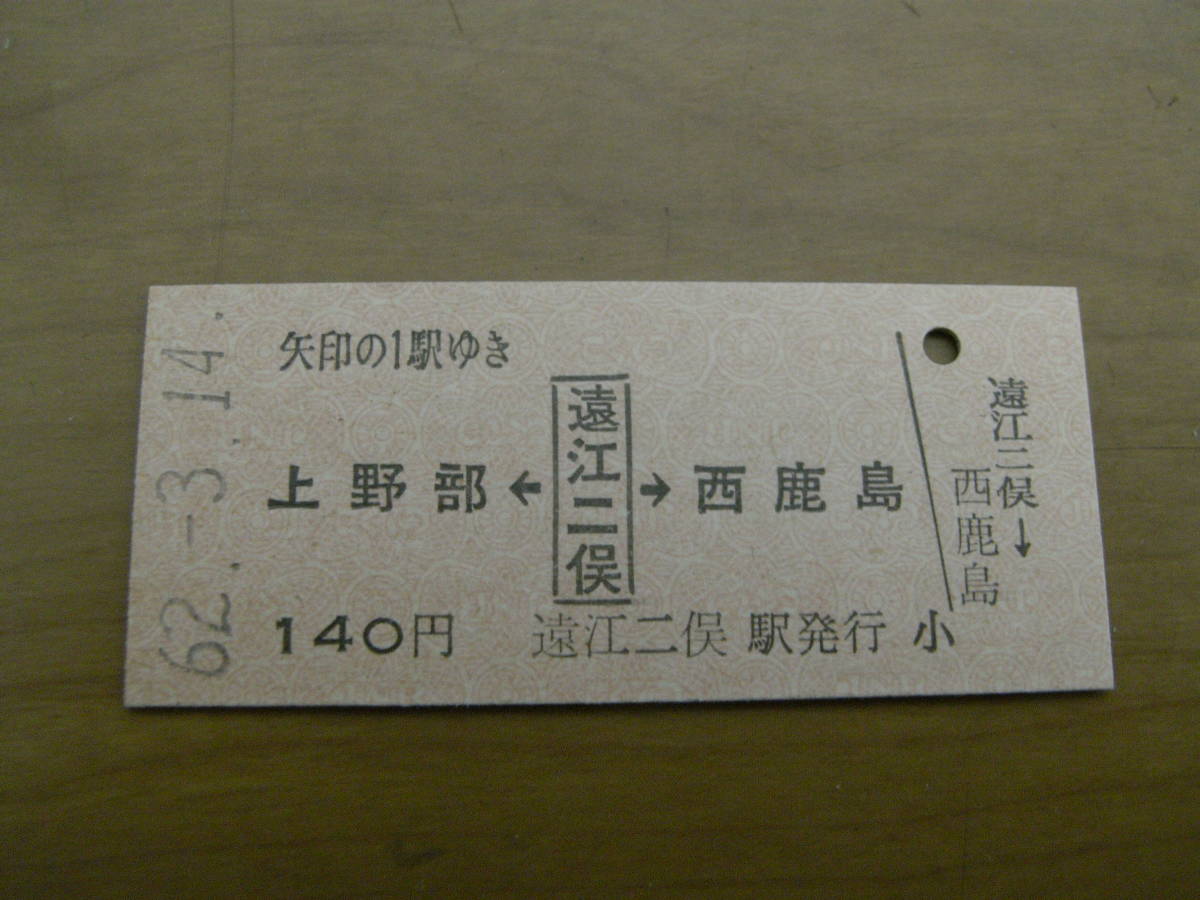 62.-3.14.
矢印の1駅ゆき
上野部←遠江二俣→西鹿島
140円 遠江二俣駅発行 小
遠江二俣→
西鹿島